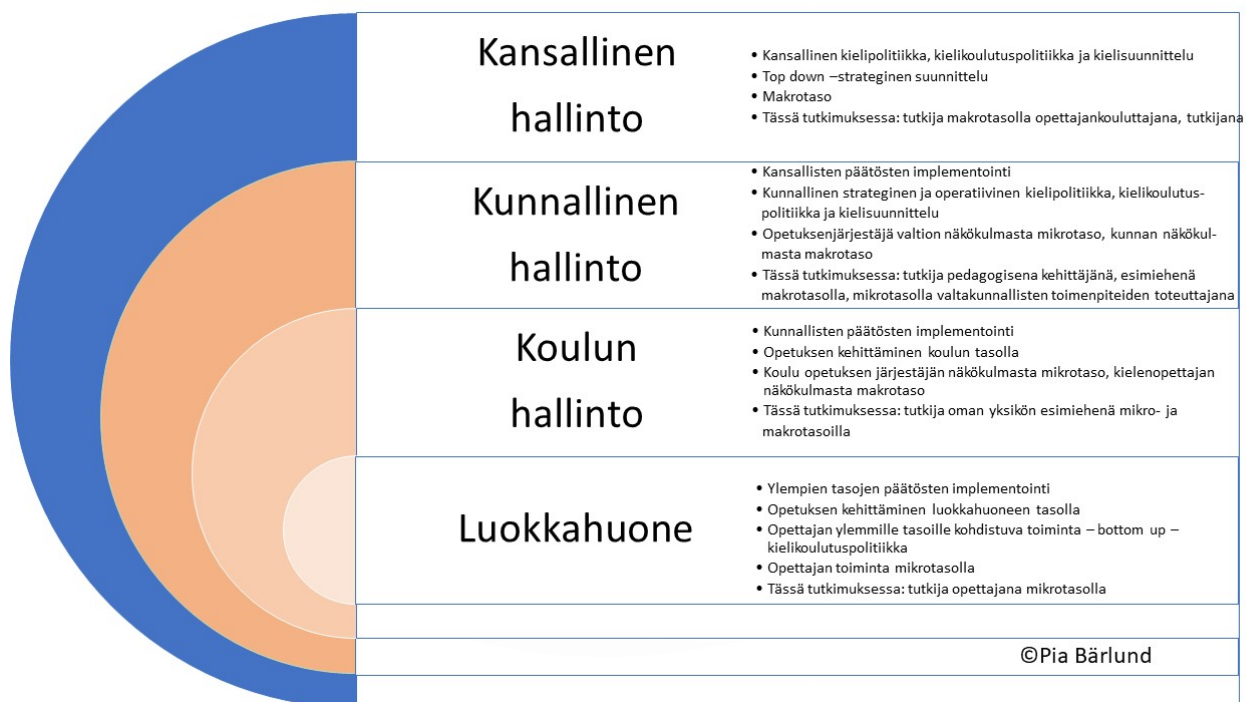 Kansallinen
hallinto
• Kansallinen kielipolitiikka, kielikoulutuspolitiikka ja kielisuunnittelu
• Top down –strateginen suunnittelu
• Makrotaso
• Tässä tutkimuksessa: tutkija makrotasolla opettajankouluttajana, tutkijana
Kunnallinen
hallinto
• Kansallisten päätösten implementointi
• Kunnallinen strateginen ja operatiivinen kielipolitiikka, kielikoulutus-
politiikka ja kielisuunnittelu
• Opetuksenjärjestäjä valtion näkökulmasta mikrotaso, kunnan näkökul-
masta makrotaso
• Tässä tutkimuksessa: tutkija pedagogisena kehittäjänä, esimiehenä
makrotasolla, mikrotasolla valtakunnallisten toimenpiteiden toteuttajana
Koulun
hallinto
• Kunnallisten päätösten implementointi
• Opetuksen kehittäminen koulun tasolla
• Koulu opetuksen järjestäjän näkökulmasta mikrotaso, kielenopettajan
näkökulmasta makrotaso
• Tässä tutkimuksessa: tutkija oman yksikön esimiehenä mikro- ja
makrotasoilla
Luokkahuone
• Ylempien tasojen päätösten implementointi
• Opetuksen kehittäminen luokkahuoneen tasolla
• Opettajan ylemmille tasoille kohdistuva toiminta – bottom up –
kielikoulutuspolitiikka
• Opettajan toiminta mikrotasolla
• Tässä tutkimuksessa: tutkija opettajana mikrotasolla
©Pia Bärlund